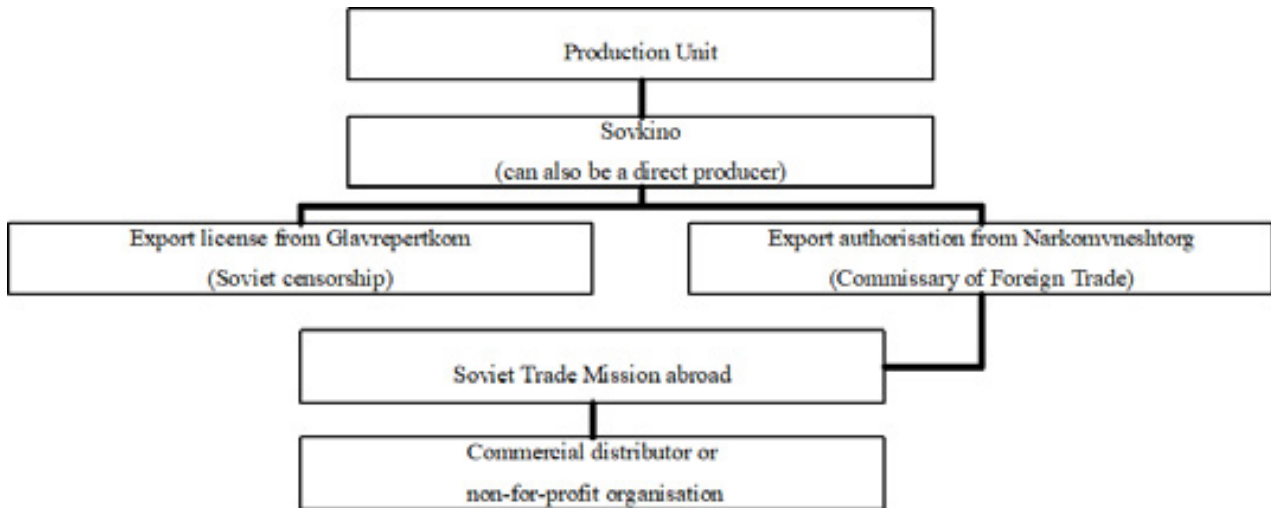 Production Unit
Sovkino
(can also be a direct producer)
Export license from Glavrepertkom
(Soviet censorship)
Export authorisation from Narkomvneshtorg
(Commissary of Foreign Trade)
Soviet Trade Mission abroad
Commercial distributor or
non-for-profit organisation